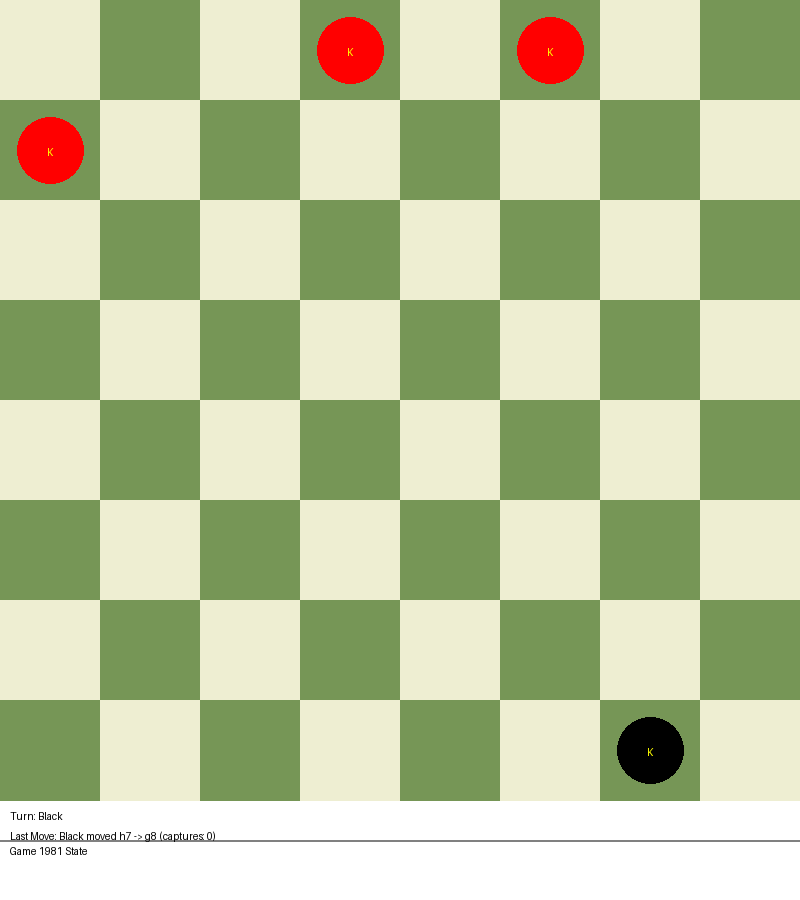 K K
K
K
Turn: Black
Last Move: Black moved h7 -> g8 (captures: 0)
Game 1981 State